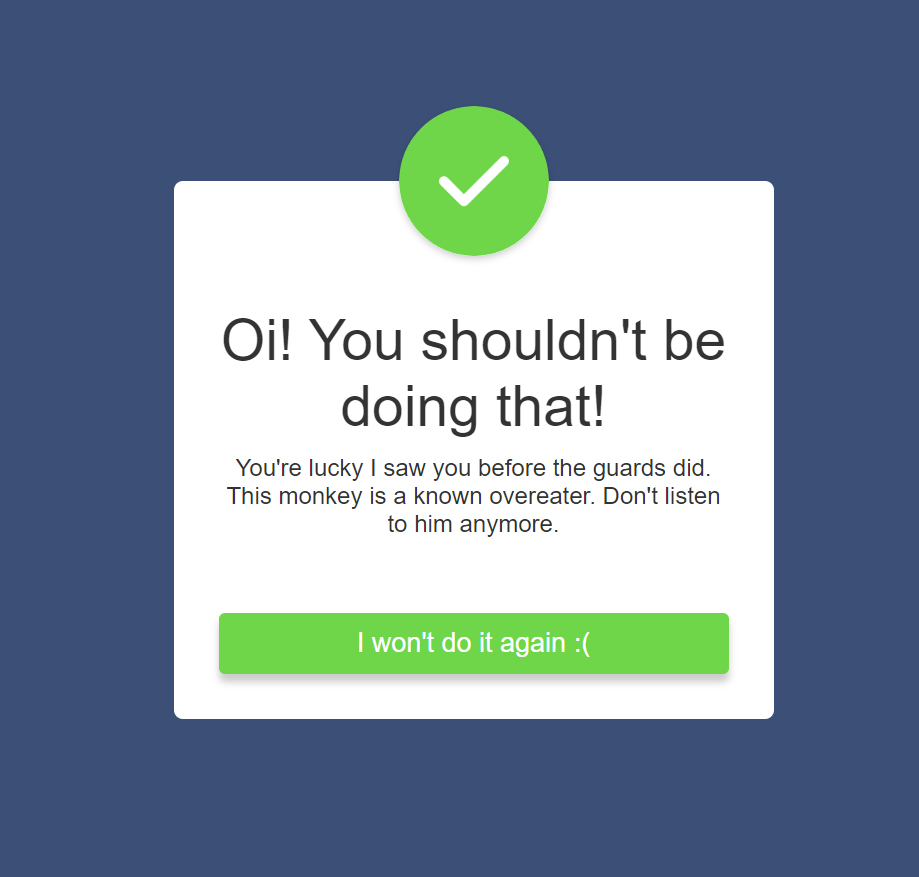 Oi! You shouldn't be
doing that!
You're lucky I saw you before the guards did.
This monkey is a known overeater. Don't listen
to him anymore.
I won't do it again :(